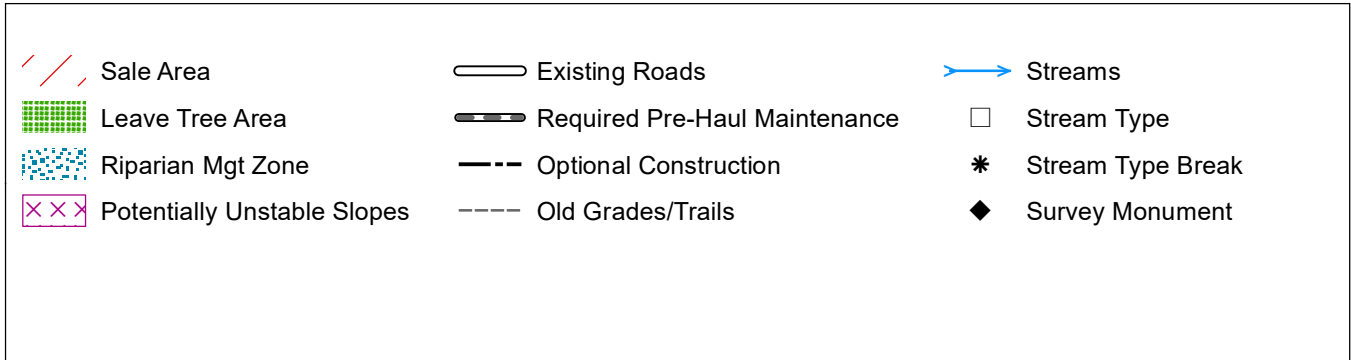 Sale Area
Leave Tree Area
Riparian Mgt Zone
Potentially Unstable Slopes
Existing Roads
Required Pre-Haul Maintenance
Optional Construction
Old Grades/Trails
Streams
Stream Type
Stream Type Break
Survey Monument